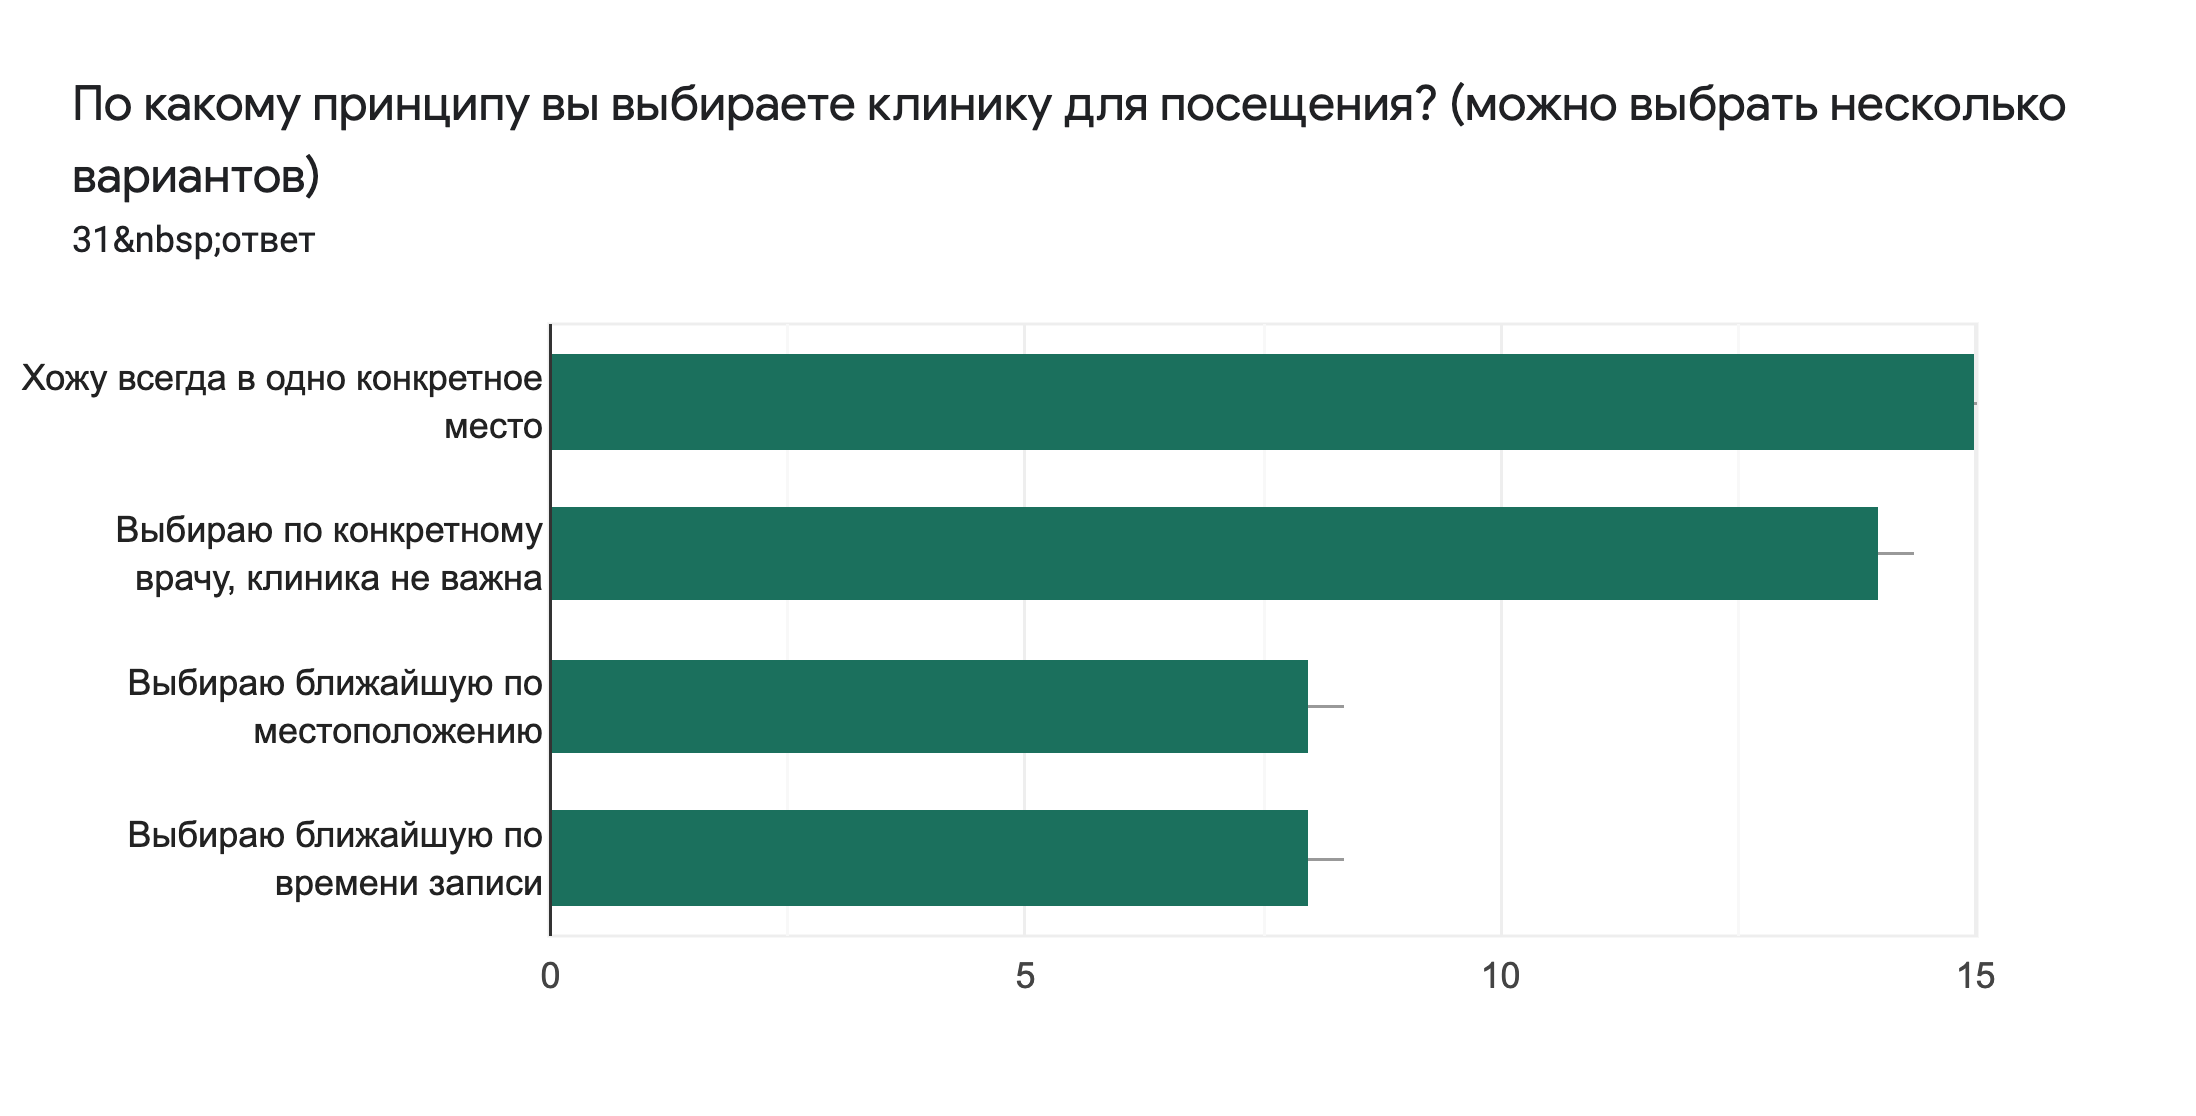 По какому принципу вы выбираете клинику для посещения? (можно выбрать несколько
вариантов)
31&nbsp;ответ
Хожу всегда в одно конкретное
место
Выбираю по конкретному
врачу, клиника не важна
Выбираю ближайшую по
местоположению
Выбираю ближайшую по
времени записи
0 5 10 15